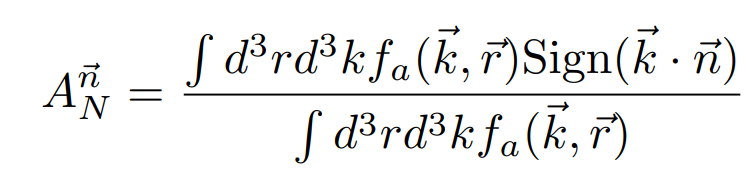 $A_N^{\vec{n}} = \frac{\int d^3r d^3k f_a(\vec{k}, \vec{r}) \mathrm{Sign}(\vec{k} \cdot \vec{n})}{\int d^3r d^3k f_a(\vec{k}, \vec{r})}$